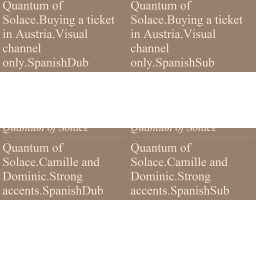 Quantum of Solace.Buying a ticket in Austria.Visual channel only.SpanishDub
Quantum of Solace.Buying a ticket in Austria.Visual channel only.SpanishSub
Quantum of Solace
Quantum of Solace
Quantum of Solace.Camille and Dominic.Strong accents.SpanishDub
Quantum of Solace.Camille and Dominic.Strong accents.SpanishSub